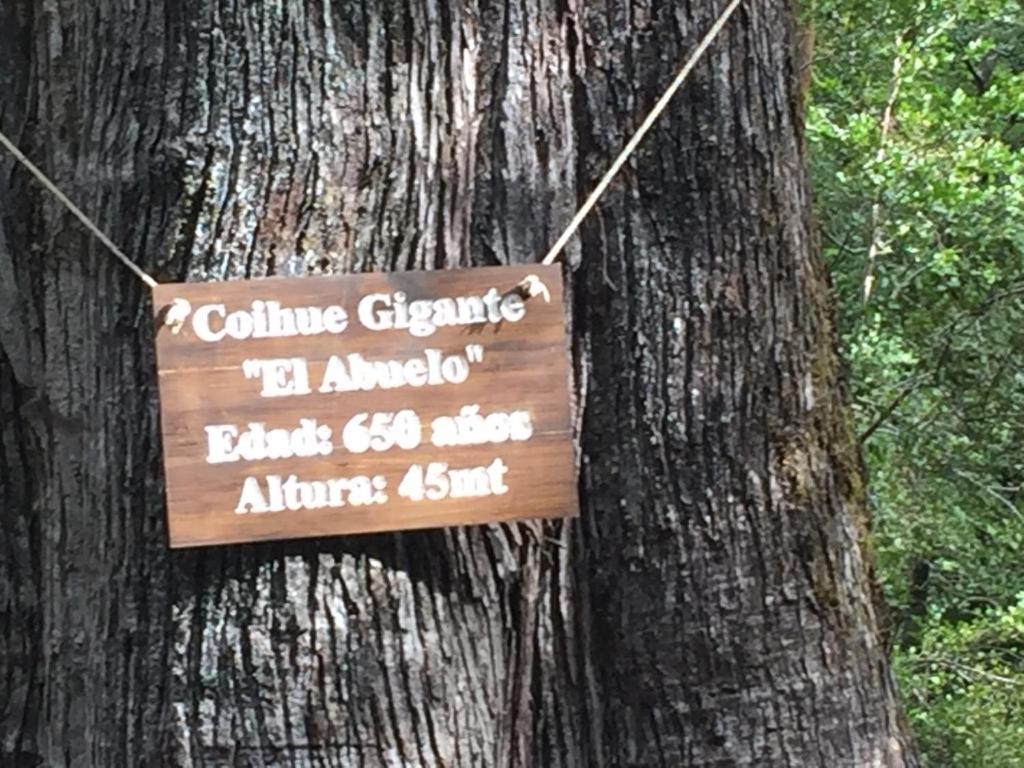 Coihue Gigante
"El Abuelo"
Edad: 650 años
Altura: 45mt